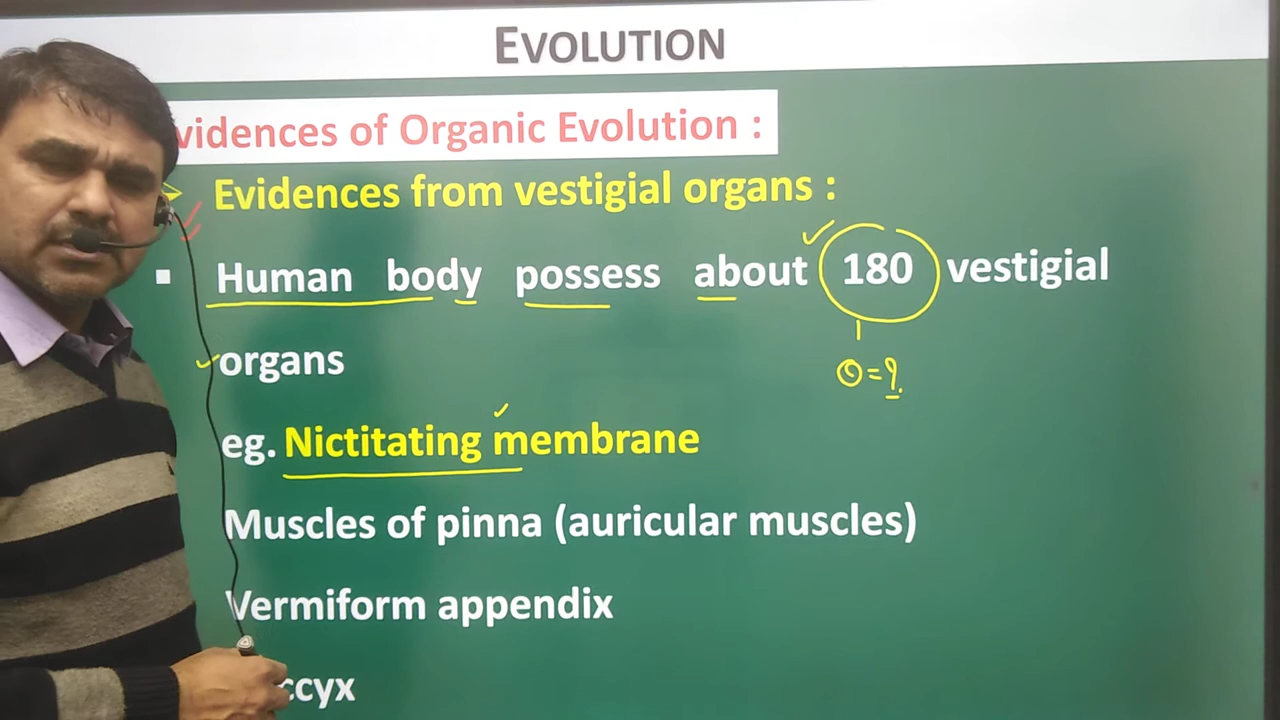 EVOLUTION
vidences of Organic Evolution :
Evidences from vestigial organs :
Human body possess about 180 vestigial
organs
eg. Nictitating membrane
Muscles of pinna (auricular muscles)
Vermiform appendix
ccyx